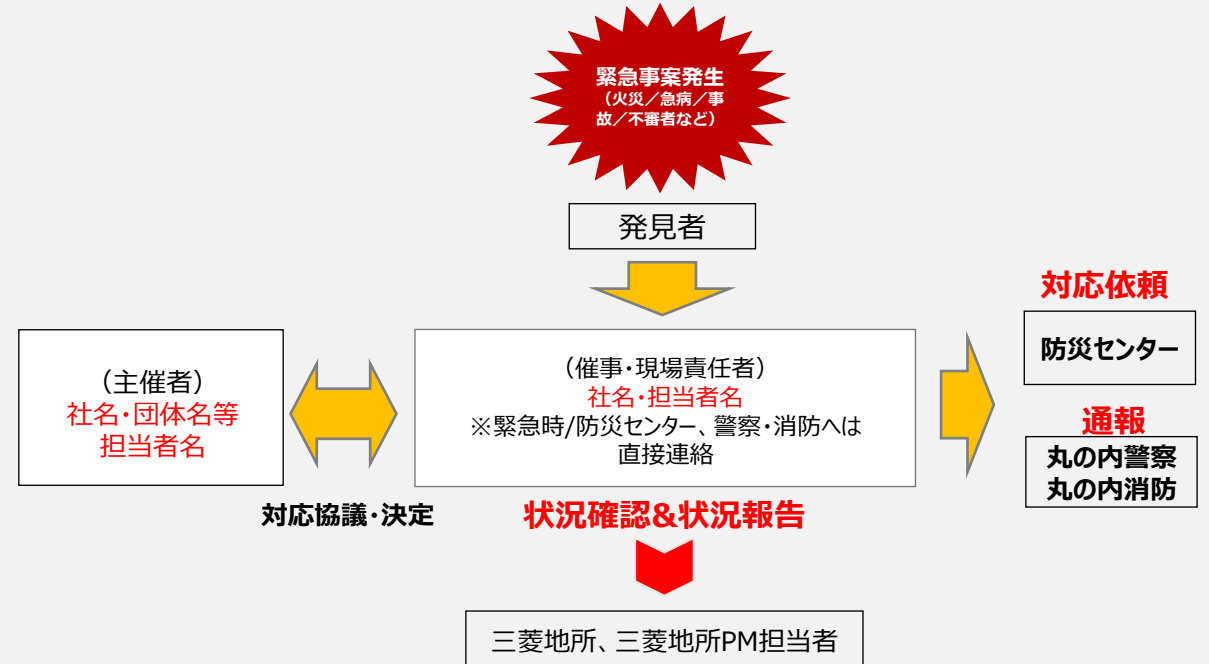 緊急事案発生
（火災／急病／事
故／不審者など）
発見者
対応依頼
防災センター
（主催者）
社名・団体名等
担当者名
（催事・現場責任者）
社名・担当者名
※緊急時/防災センター、警察・消防へは
直接連絡
通報
丸の内警察
丸の内消防
対応協議・決定
状況確認&状況報告
三菱地所、三菱地所PM担当者